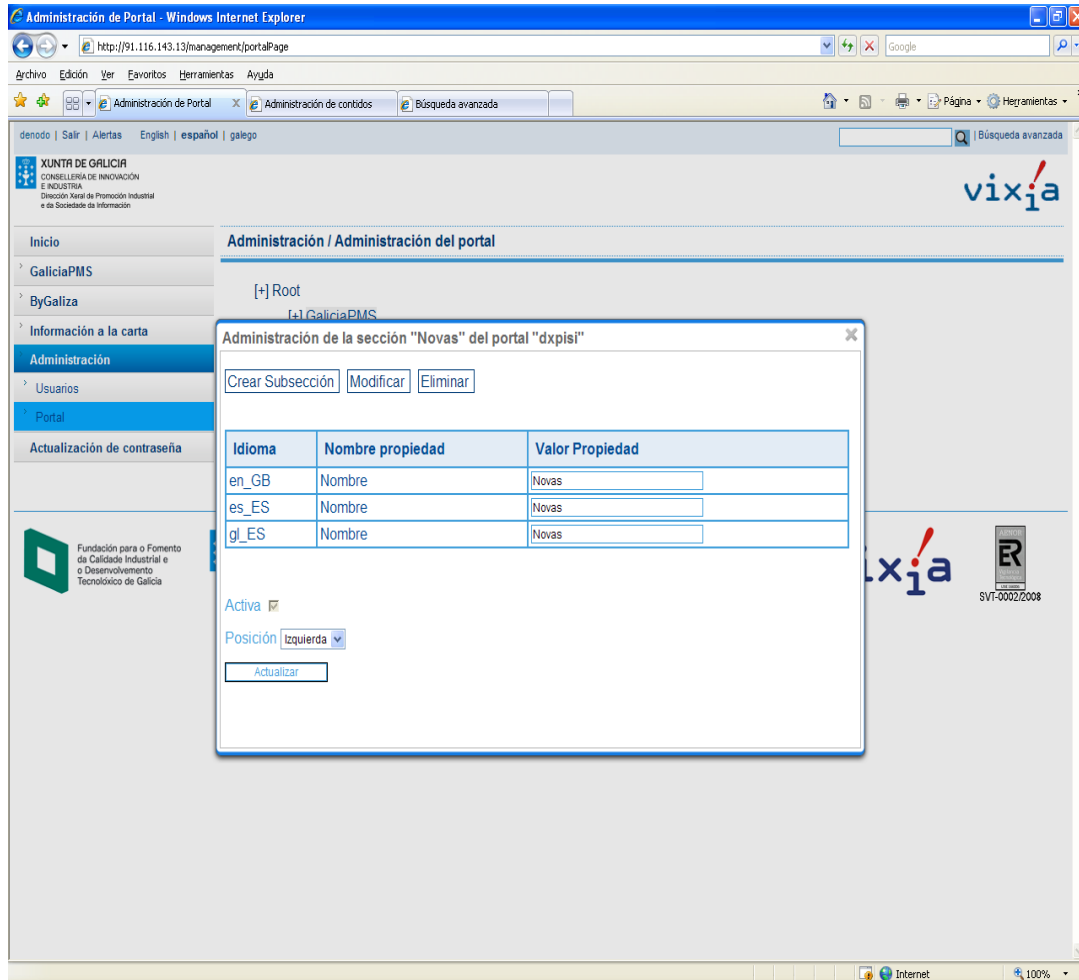 Administración de Portal - Windows Internet Explorer
http://91.116.143.13/management/portalPage
Google
Archivo Edición Ver Favoritos Herramientas Ayuda
Administración de Portal X Administración de contidos Búsqueda avanzada
Página Herramientas
denodo | Salir | Alertas English | español | galego
Búsqueda avanzada
XUNTA DE GALICIA
CONSELLERÍA DE INNOVACIÓN
E INDUSTRIA
Dirección Xeral de Promoción Industrial
e da Sociedade da Información
vixía
Inicio
GaliciaPMS
ByGaliza
Información a la carta
Administración
Usuarios
Portal
Actualización de contraseña
Administración / Administración del portal
[+] Root
[+] GaliciaPMS
Administración de la sección "Novas" del portal "dxpisi"
Crear Subsección Modificar Eliminar
Idioma Nombre propiedad Valor Propiedad
en_GB Nombre Novas
es_ES Nombre Novas
gl_ES Nombre Novas
Activa
Posición Izquierda
Actualizar
Fundación para o Fomento
da Calidade Industrial e
o Desenvolvemento
Tecnolóxico de Galicia
ixía
AENOR
ER
SVT-0002/2008
Internet 100%